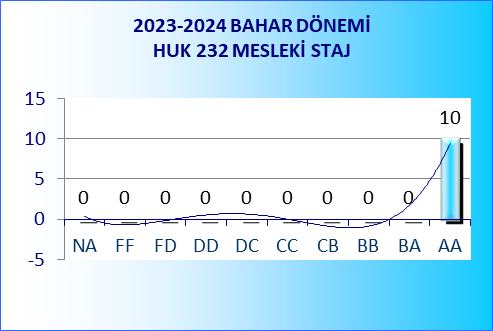 2023-2024 BAHAR DÖNEMİ
HUK 232 MESLEKİ STAJ
15
10
5
0
-5
0 0 0 0 0 0 0 0 0 10
NA FF FD DD DC CC CB BB BA AA